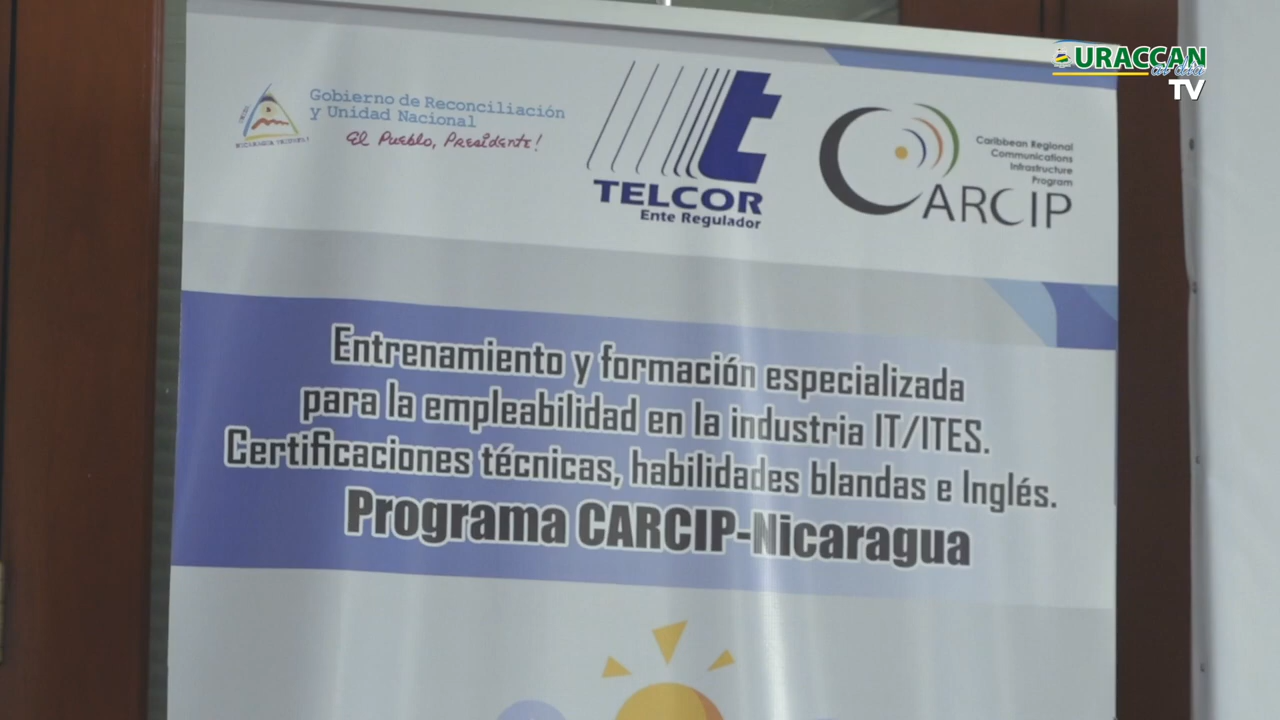 URACCAN
TV
Gobierno de Reconciliación
y Unidad Nacional
El Pueblo, Presidente!
TELCOR
Ente Regulador
Caribbean Regional
Communications
Infrastructure
Program
CARCIP
Entrenamiento y formación especializada
para la empleabilidad en la industria IT/ITES.
Certificaciones técnicas, habilidades blandas e Inglés.
Programa CARCIP-Nicaragua